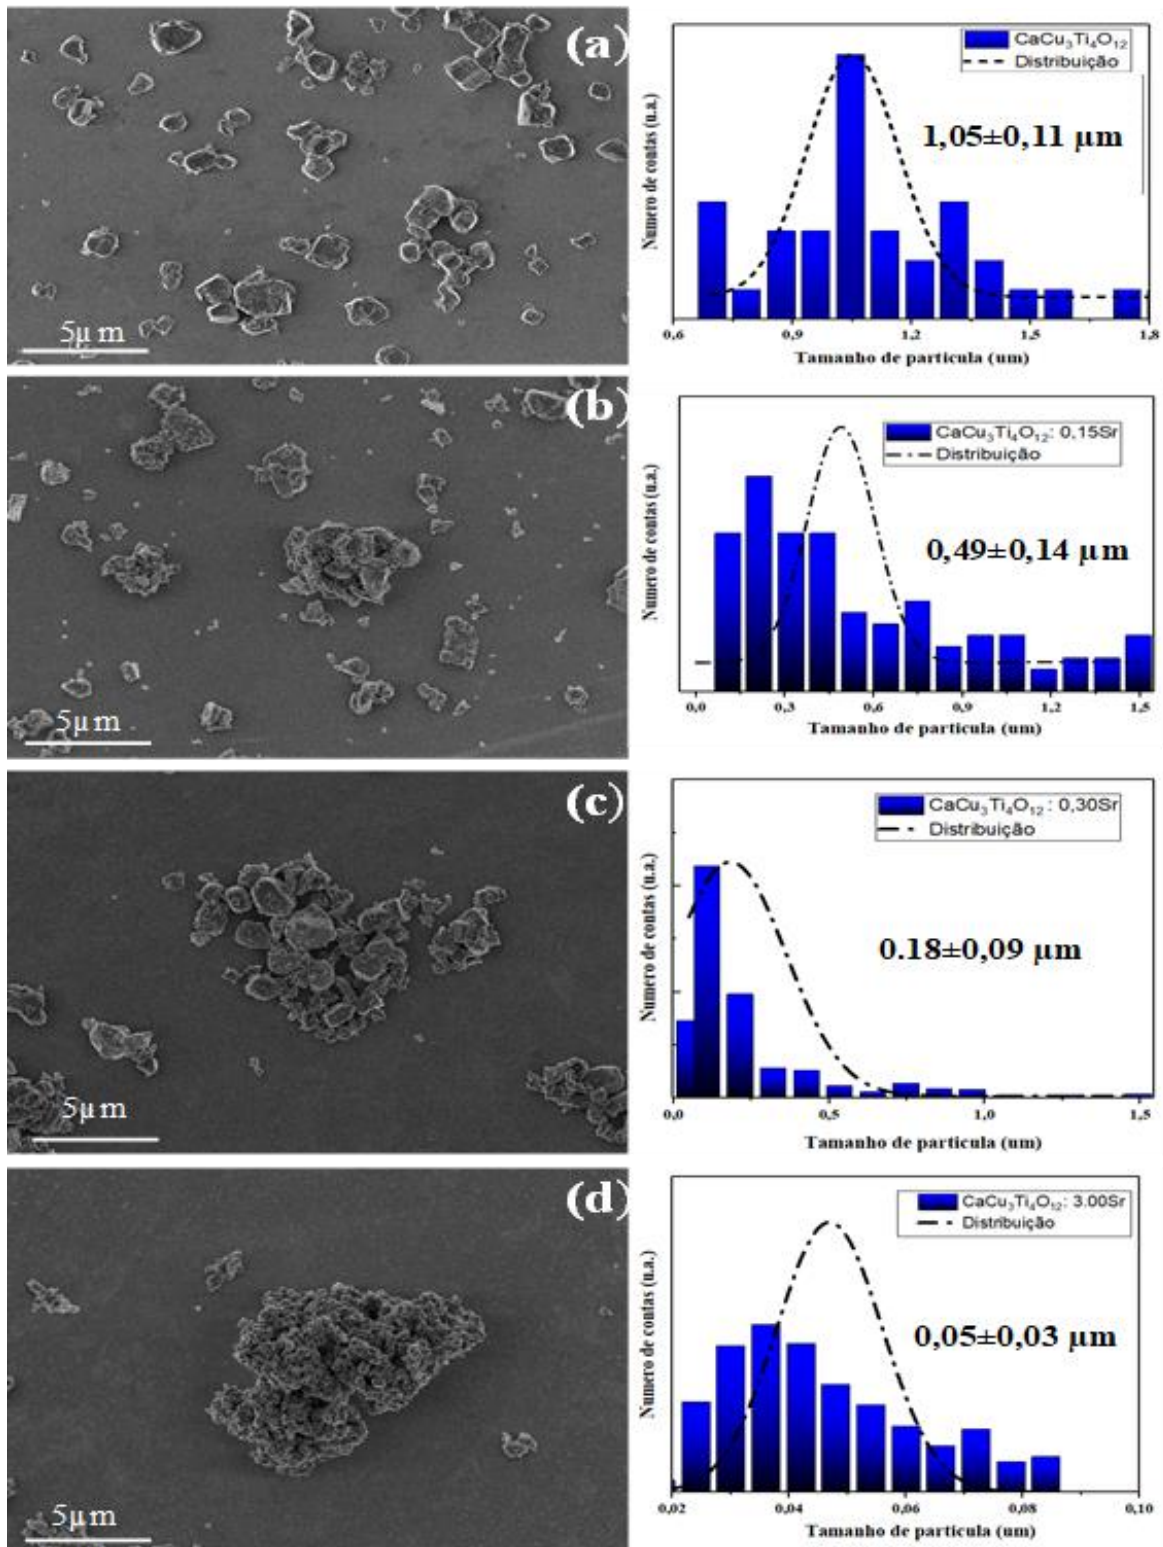 (a)
5µm
CaCu₃Ti₄O₁₂
Distribuição
1,05±0,11 µm
Numero de contas (u.a.)
0,6 0,9 1,2 1,5 1,8
Tamanho de particula (um)
(b)
5µm
CaCu₃Ti₄O₁₂: 0,15Sr
Distribuição
0,49±0,14 µm
Numero de contas (u.a.)
0,0 0,3 0,6 0,9 1,2 1,5
Tamanho de particula (um)
(c)
5µm
CaCu₃Ti₄O₁₂ : 0,30Sr
Distribuição
0.18±0,09 µm
Numero de contas (u.a.)
0,0 0,5 1,0 1,5
Tamanho de particula (um)
(d)
5µm
CaCu₃Ti₄O₁₂: 3.00Sr
Distribuição
0,05±0,03 µm
Numero de contas (u.a.)
0,02 0,04 0,06 0,08 0,10
Tamanho de particula (um)